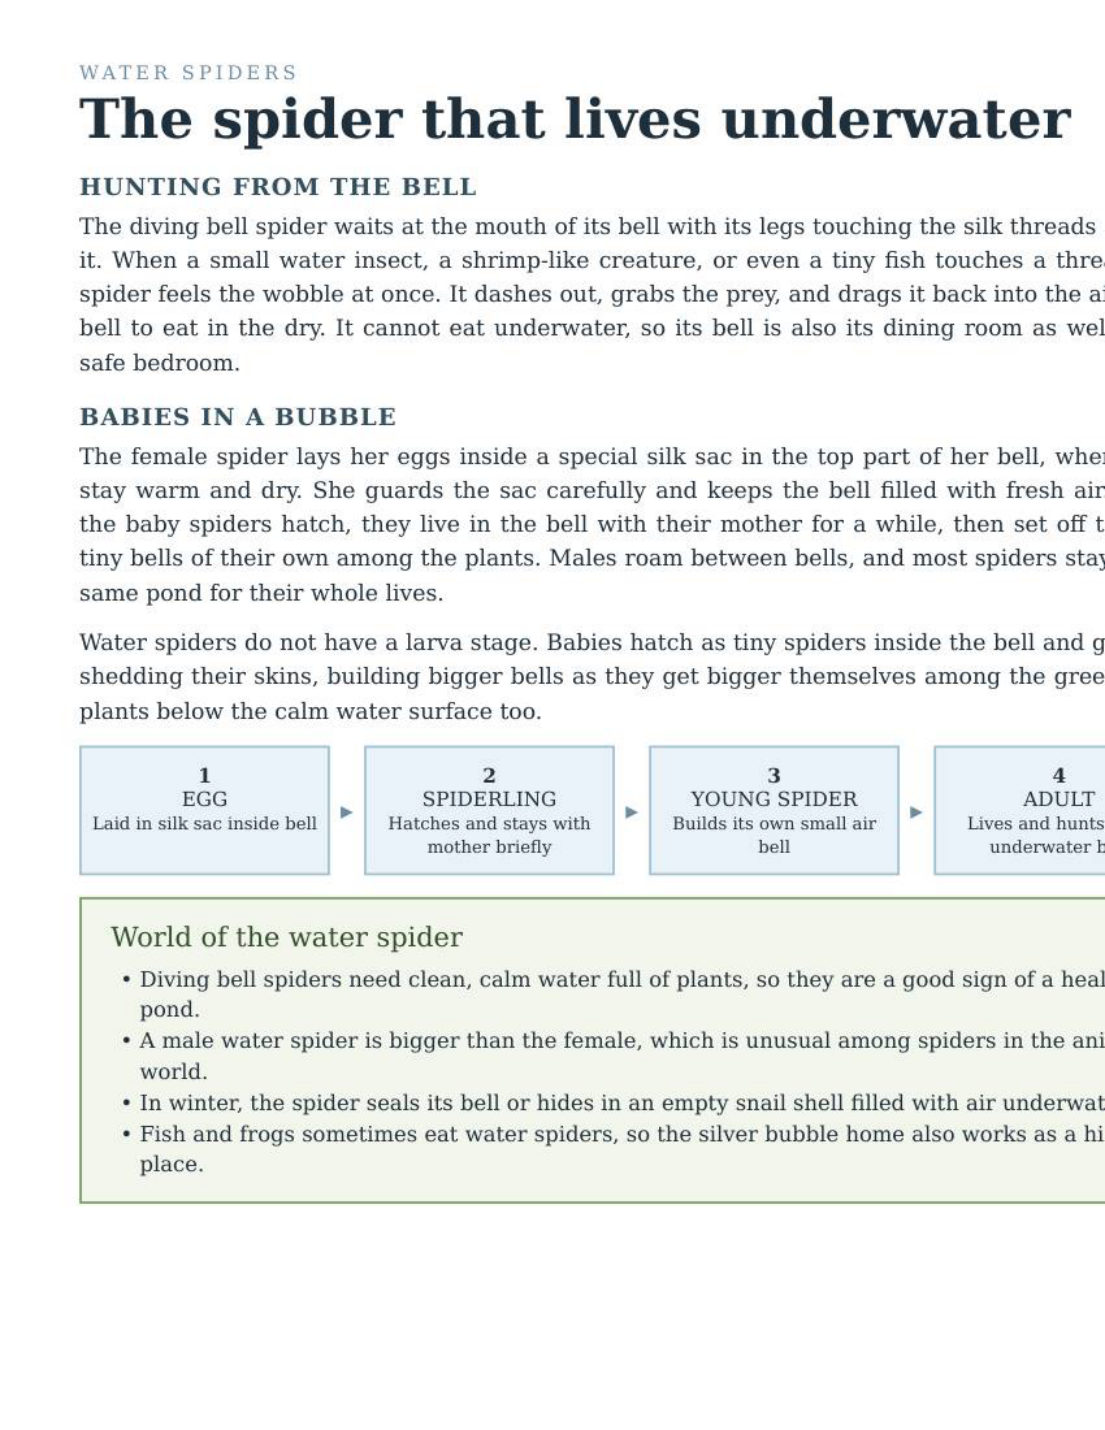 WATER SPIDERS
The spider that lives underwater
HUNTING FROM THE BELL
The diving bell spider waits at the mouth of its bell with its legs touching the silk threads
it. When a small water insect, a shrimp-like creature, or even a tiny fish touches a threa
spider feels the wobble at once. It dashes out, grabs the prey, and drags it back into the ai
bell to eat in the dry. It cannot eat underwater, so its bell is also its dining room as wel
safe bedroom.
BABIES IN A BUBBLE
The female spider lays her eggs inside a special silk sac in the top part of her bell, wher
stay warm and dry. She guards the sac carefully and keeps the bell filled with fresh air
the baby spiders hatch, they live in the bell with their mother for a while, then set off t
tiny bells of their own among the plants. Males roam between bells, and most spiders stay
same pond for their whole lives.
Water spiders do not have a larva stage. Babies hatch as tiny spiders inside the bell and g
shedding their skins, building bigger bells as they get bigger themselves among the gree
plants below the calm water surface too.
1
EGG
Laid in silk sac inside bell
2
SPIDERLING
Hatches and stays with
mother briefly
3
YOUNG SPIDER
Builds its own small air
bell
4
ADULT
Lives and hunts
underwater b
World of the water spider
• Diving bell spiders need clean, calm water full of plants, so they are a good sign of a heal
pond.
• A male water spider is bigger than the female, which is unusual among spiders in the ani
world.
• In winter, the spider seals its bell or hides in an empty snail shell filled with air underwat
• Fish and frogs sometimes eat water spiders, so the silver bubble home also works as a hi
place.